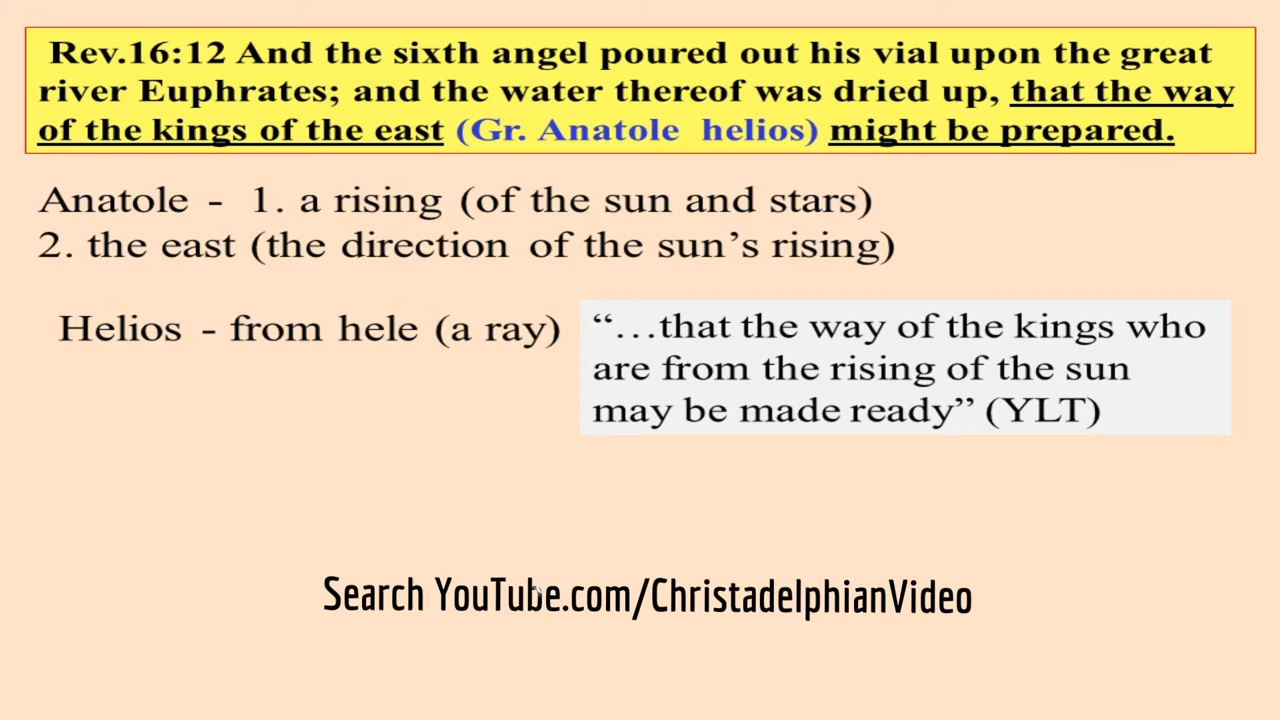 Rev.16:12 And the sixth angel poured out his vial upon the great
river Euphrates; and the water thereof was dried up, that the way
of the kings of the east (Gr. Anatole helios) might be prepared.
Anatole - 1. a rising (of the sun and stars)
2. the east (the direction of the sun’s rising)
Helios - from hele (a ray)
“…that the way of the kings who
are from the rising of the sun
may be made ready” (YLT)
Search YouTube.com/ChristadelphianVideo